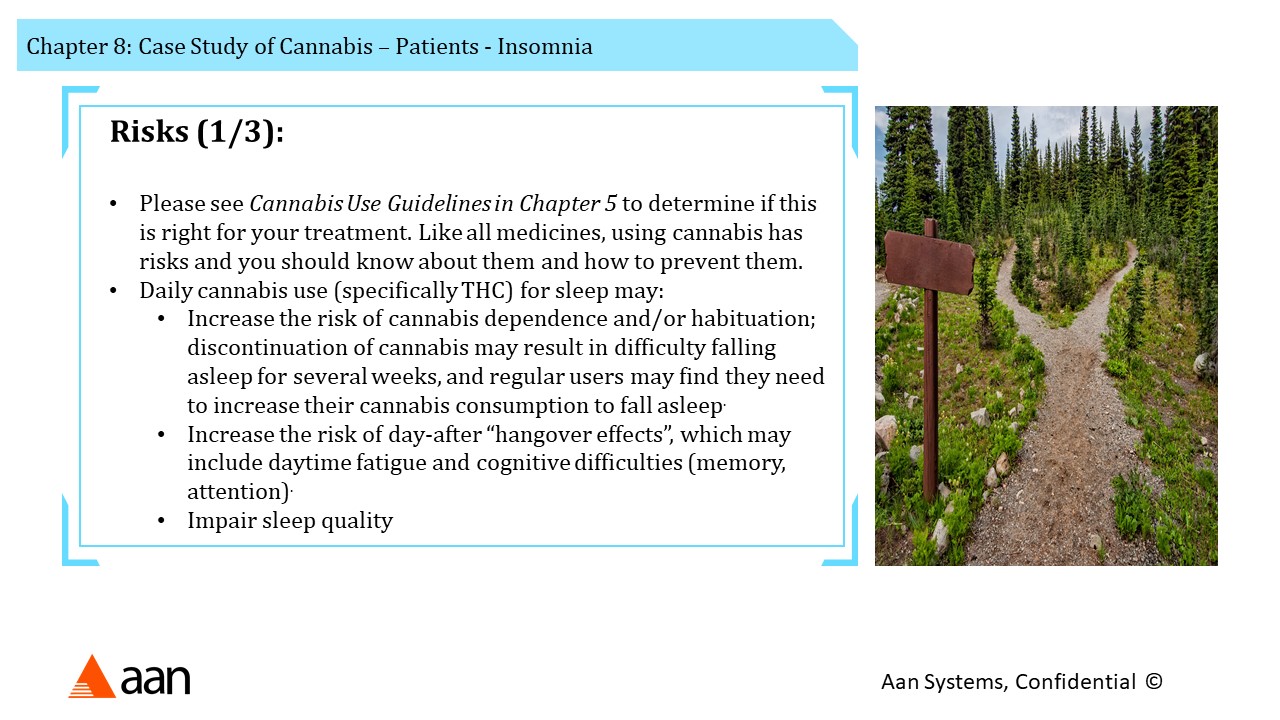 Chapter 8: Case Study of Cannabis – Patients - Insomnia
Risks (1/3):
• Please see Cannabis Use Guidelines in Chapter 5 to determine if this
is right for your treatment. Like all medicines, using cannabis has
risks and you should know about them and how to prevent them.
• Daily cannabis use (specifically THC) for sleep may:
• Increase the risk of cannabis dependence and/or habituation;
discontinuation of cannabis may result in difficulty falling
asleep for several weeks, and regular users may find they need
to increase their cannabis consumption to fall asleep.
• Increase the risk of day-after “hangover effects”, which may
include daytime fatigue and cognitive difficulties (memory,
attention).
• Impair sleep quality
aan
Aan Systems, Confidential ©